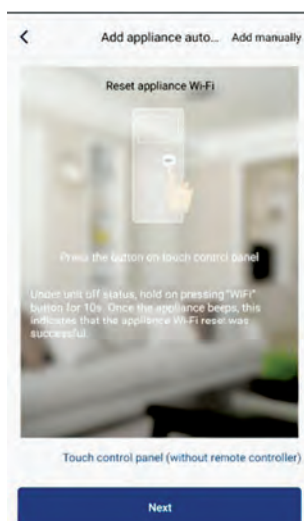 Add appliance auto... Add manually
Reset appliance Wi-Fi
Press the button on touch control panel
Under unit off status, hold on pressing "WiFi"
button for 10s. Once the appliance beeps, this
indicates that the appliance Wi-Fi reset was
successful.
Touch control panel (without remote controller)
Next